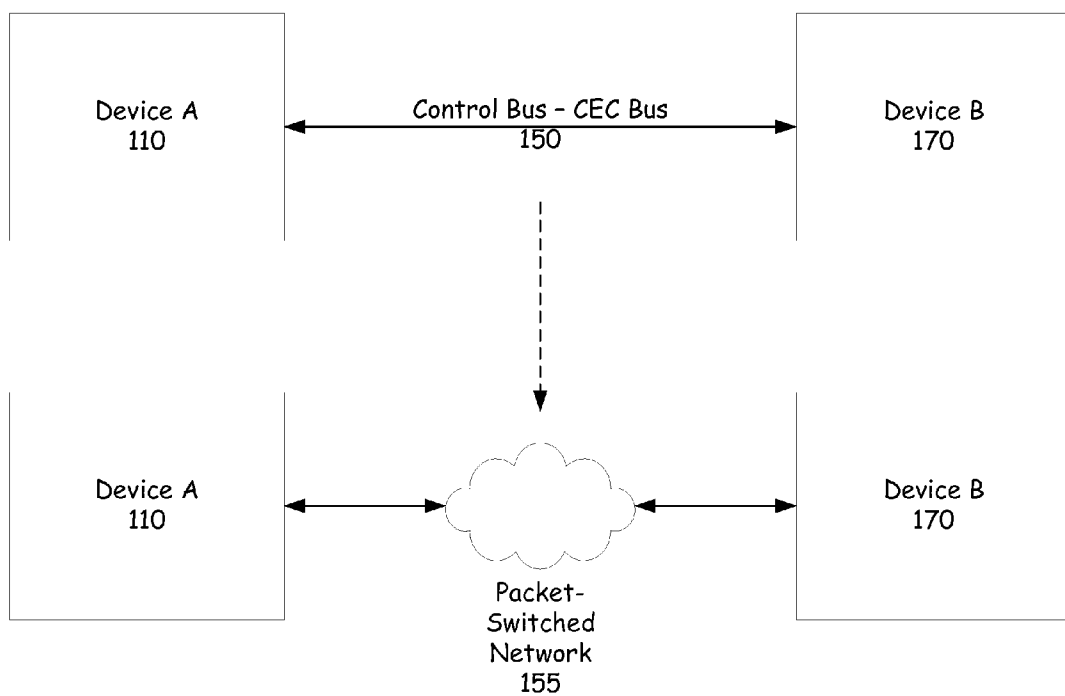 Device A
110
Control Bus – CEC Bus
150
Device B
170
Device A
110
Packet-
Switched
Network
155
Device B
170